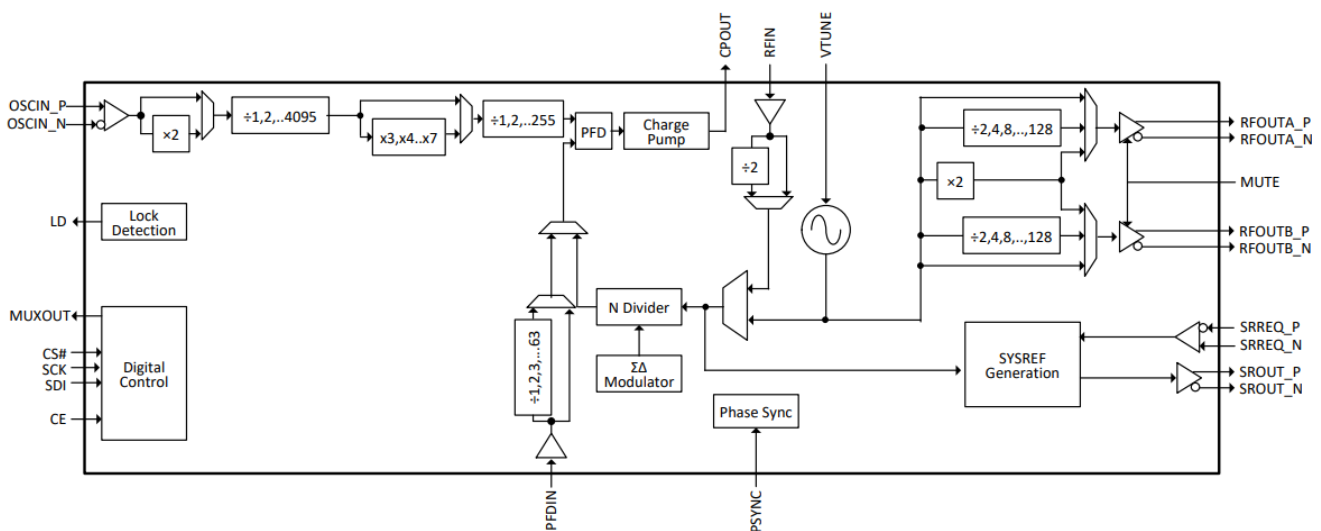 CPOUT
RFIN
VTUNE
OSCIN_P
OSCIN_N
×2
÷1,2,..4095
x3,x4..x7
÷1,2,..255
PFD
Charge
Pump
÷2
÷2,4,8,..,128
×2
÷2,4,8,..,128
RFOUTA_P
RFOUTA_N
MUTE
RFOUTB_P
RFOUTB_N
LD
Lock
Detection
MUXOUT
CS#
SCK
SDI
CE
Digital
Control
÷1,2,3,...63
N Divider
ΣΔ
Modulator
Phase Sync
SYSREF
Generation
SRREQ_P
SRREQ_N
SROUT_P
SROUT_N
PFDIN
PSYNC